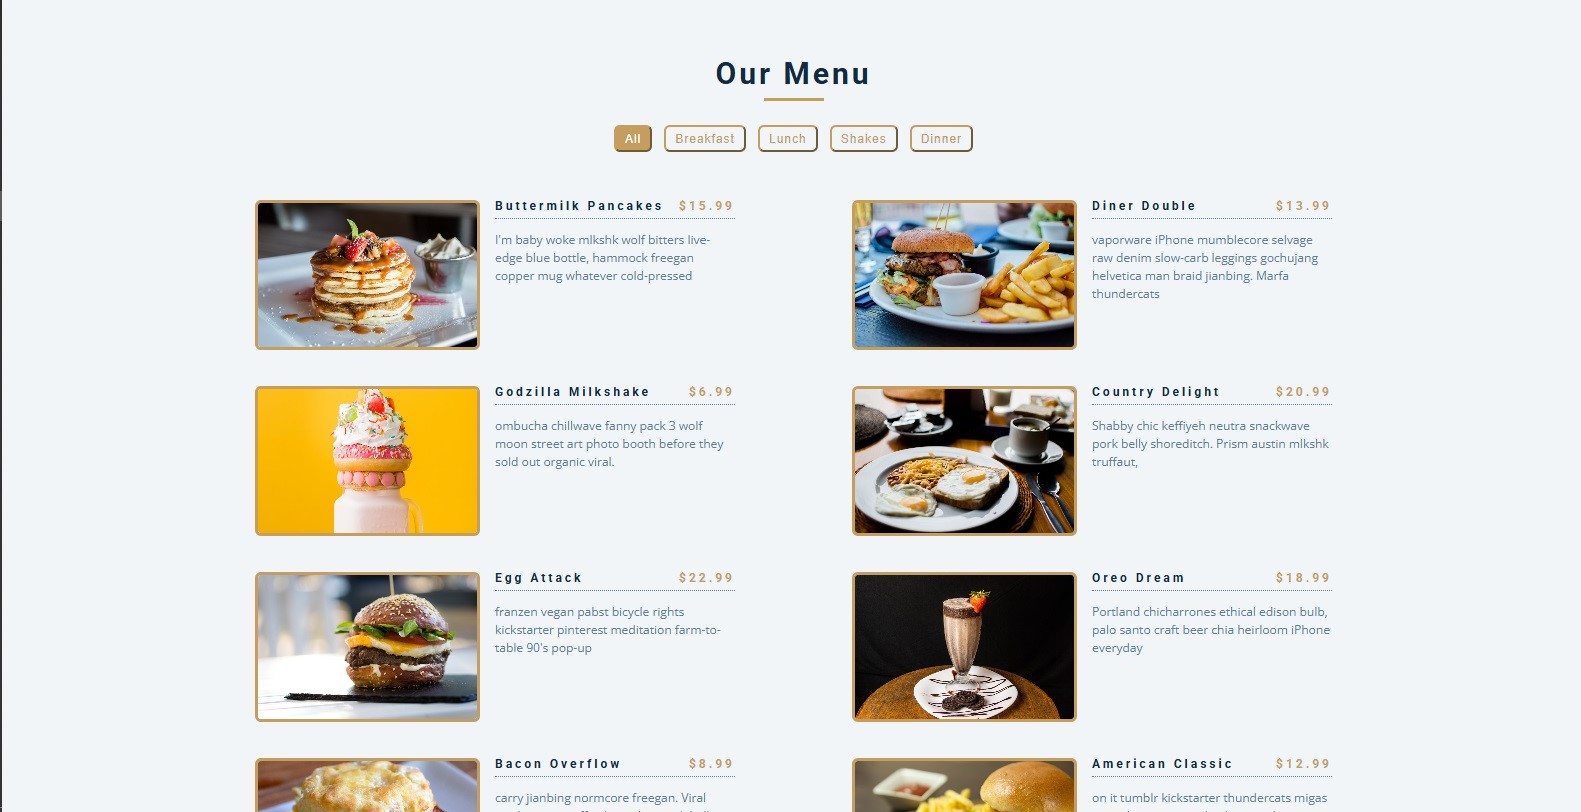 Our Menu
All Breakfast Lunch Shakes Dinner
Buttermilk Pancakes $15.99
I'm baby woke mlkshk wolf bitters live-
edge blue bottle, hammock freegan
copper mug whatever cold-pressed
Diner Double $13.99
vaporware iPhone mumblecore selvage
raw denim slow-carb leggings gochujang
helvetica man braid jianbing. Marfa
thundercats
Godzilla Milkshake $6.99
ombucha chillwave fanny pack 3 wolf
moon street art photo booth before they
sold out organic viral.
Country Delight $20.99
Shabby chic keffiyeh neutra snackwave
pork belly shoreditch. Prism austin mlkshk
truffaut,
Egg Attack $22.99
franzen vegan pabst bicycle rights
kickstarter pinterest meditation farm-to-
table 90's pop-up
Oreo Dream $18.99
Portland chicharrones ethical edison bulb,
palo santo craft beer chia heirloom iPhone
everyday
Bacon Overflow $8.99
carry jianbing normcore freegan. Viral
American Classic $12.99
on it tumblr kickstarter thundercats migas